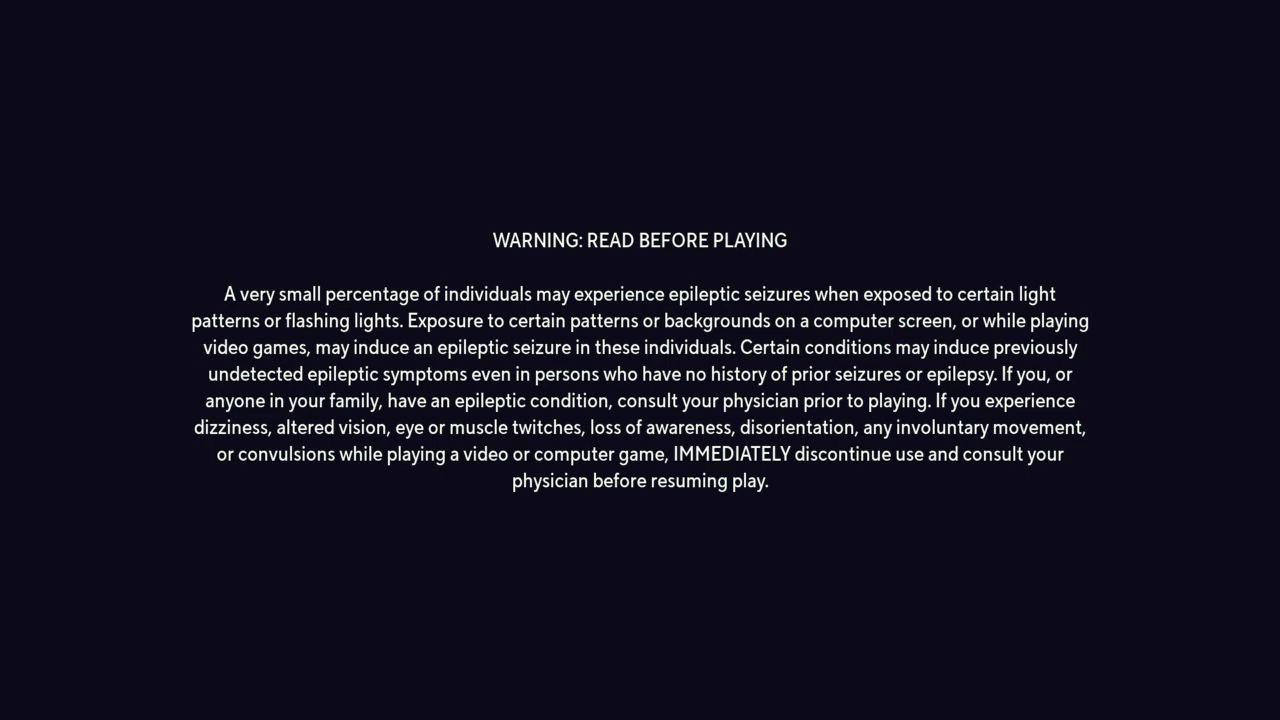 WARNING: READ BEFORE PLAYING
A very small percentage of individuals may experience epileptic seizures when exposed to certain light
patterns or flashing lights. Exposure to certain patterns or backgrounds on a computer screen, or while playing
video games, may induce an epileptic seizure in these individuals. Certain conditions may induce previously
undetected epileptic symptoms even in persons who have no history of prior seizures or epilepsy. If you, or
anyone in your family, have an epileptic condition, consult your physician prior to playing. If you experience
dizziness, altered vision, eye or muscle twitches, loss of awareness, disorientation, any involuntary movement,
or convulsions while playing a video or computer game, IMMEDIATELY discontinue use and consult your
physician before resuming play.